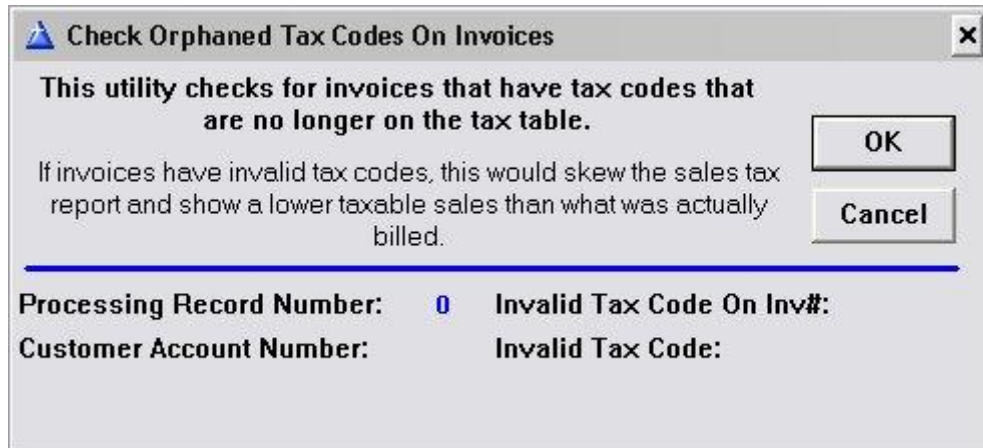 Check Orphaned Tax Codes On Invoices
This utility checks for invoices that have tax codes that
are no longer on the tax table.
If invoices have invalid tax codes, this would skew the sales tax
report and show a lower taxable sales than what was actually
billed.
OK
Cancel
Processing Record Number: 0 Invalid Tax Code On Inv#:
Customer Account Number: Invalid Tax Code: